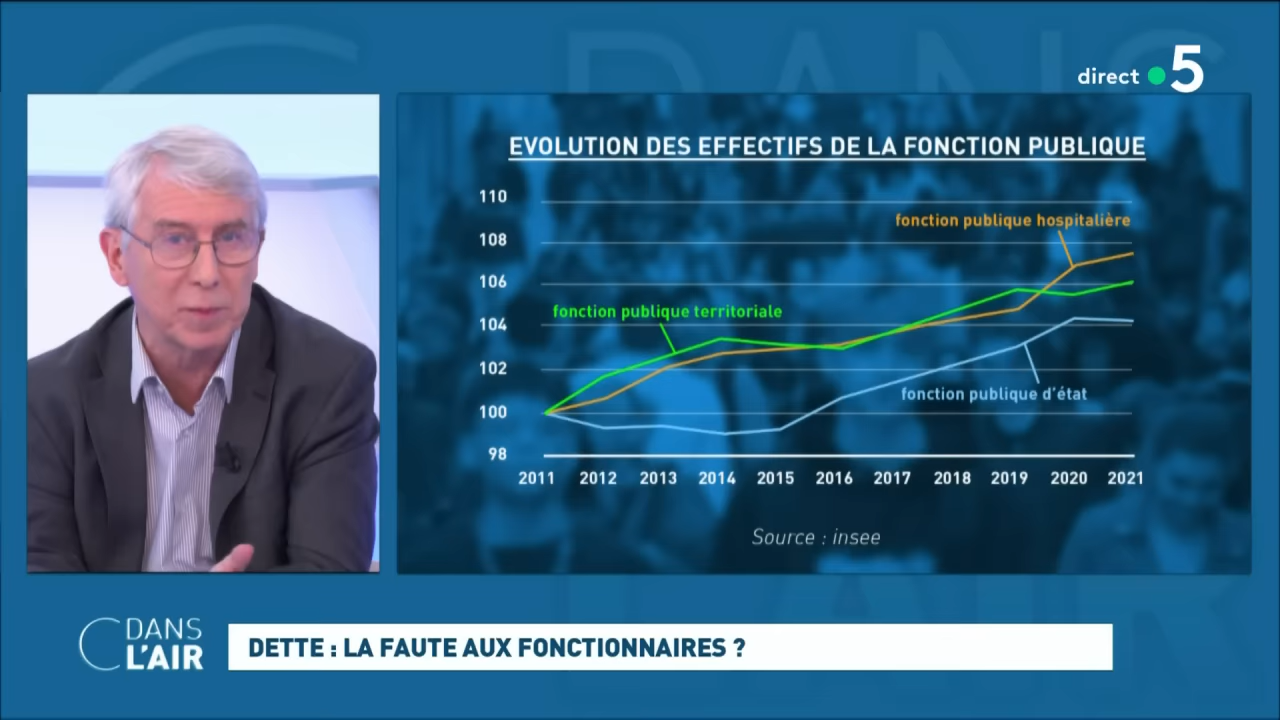 direct 5
EVOLUTION DES EFFECTIFS DE LA FONCTION PUBLIQUE
110
fonction publique hospitalière
108
106
fonction publique territoriale
104
102
fonction publique d'état
100
98
2011 2012 2013 2014 2015 2016 2017 2018 2019 2020 2021
Source : insee
C DANS
L'AIR
DETTE : LA FAUTE AUX FONCTIONNAIRES ?